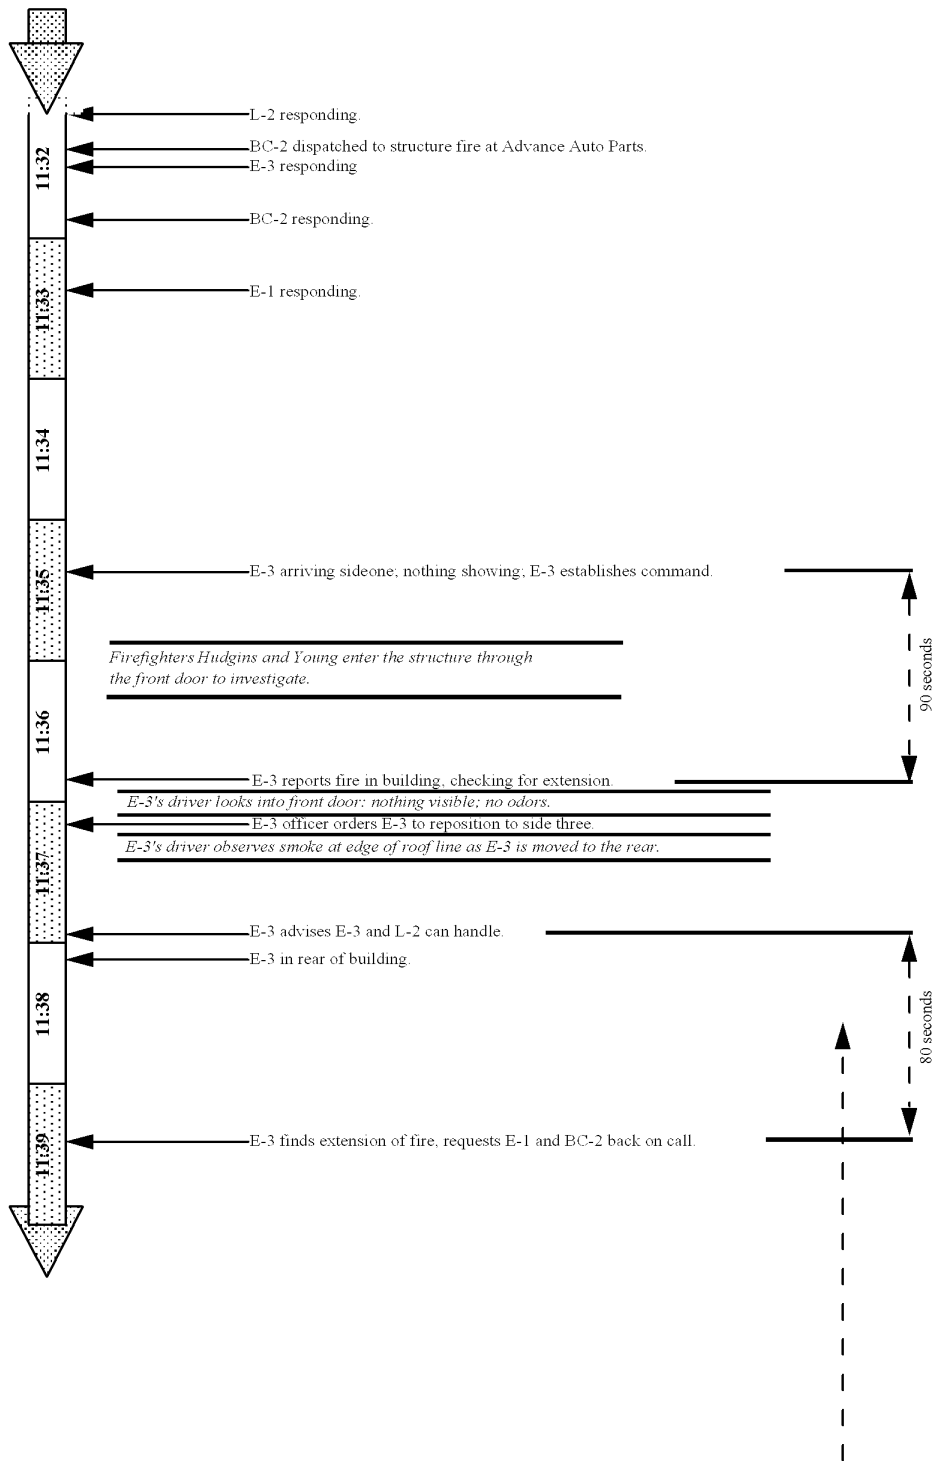 L-2 responding.
BC-2 dispatched to structure fire at Advance Auto Parts.
11:32
E-3 responding
BC-2 responding.
E-1 responding.
11:33
11:34
E-3 arriving sideone; nothing showing; E-3 establishes command.
11:35
Firefighters Hudgins and Young enter the structure through
the front door to investigate.
90 seconds
11:36
E-3 reports fire in building, checking for extension.
E-3's driver looks into front door: nothing visible; no odors.
E-3 officer orders E-3 to reposition to side three.
E-3's driver observes smoke at edge of roof line as E-3 is moved to the rear.
11:37
E-3 advises E-3 and L-2 can handle.
E-3 in rear of building.
11:38
80 seconds
E-3 finds extension of fire, requests E-1 and BC-2 back on call.
11:39